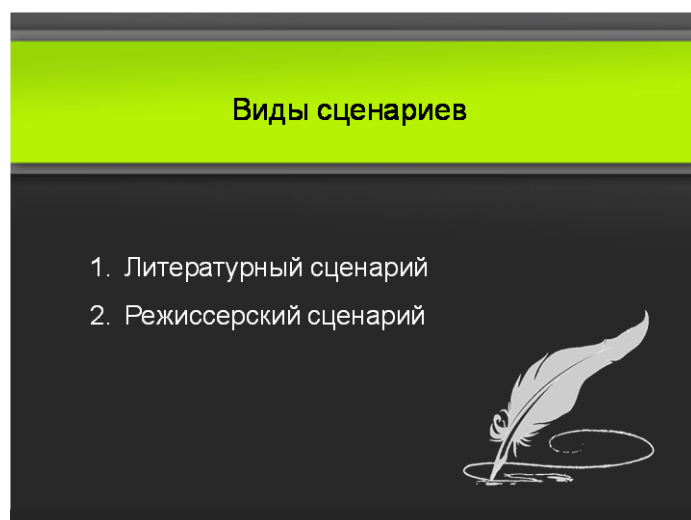 Виды сценариев
1. Литературный сценарий
2. Режиссерский сценарий